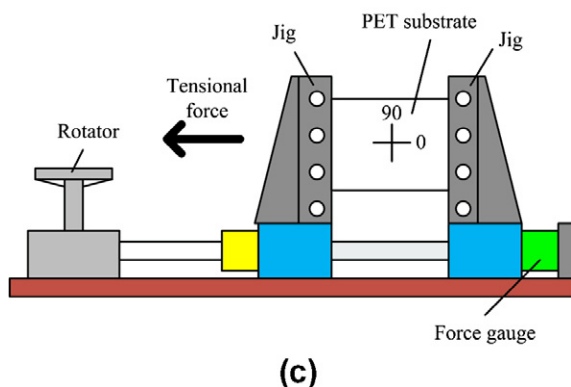 PET substrate
Jig
Jig
Tensional
force
Rotator
90
0
Force gauge
(c)